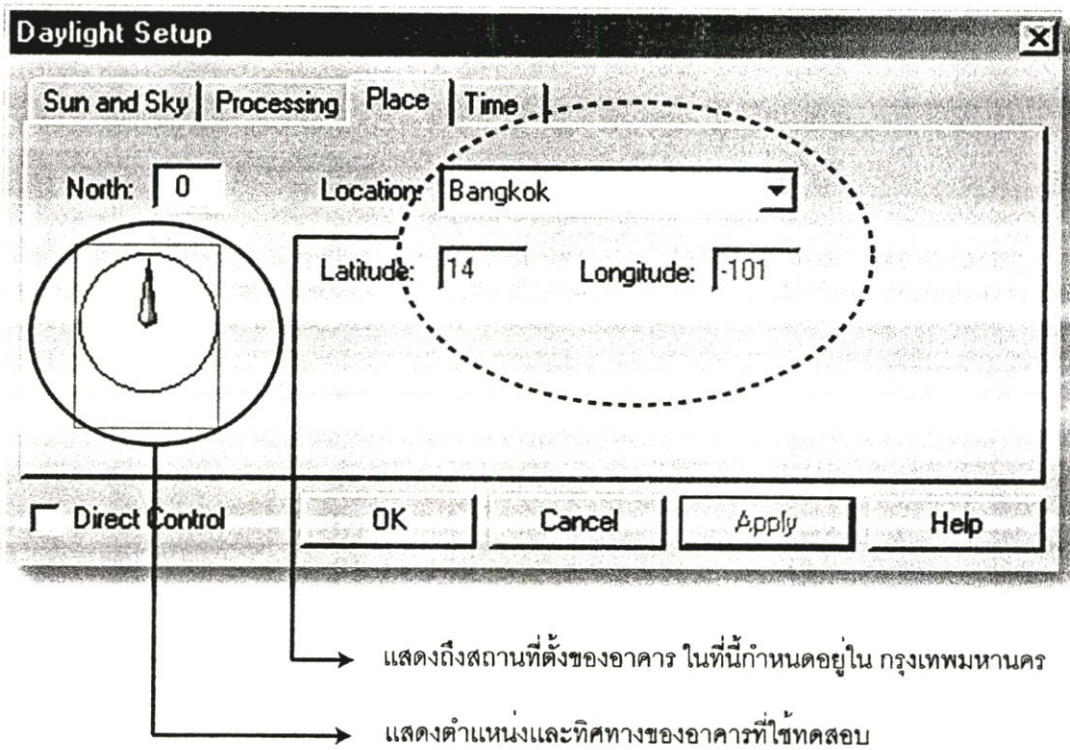 Daylight Setup
Sun and Sky Processing Place Time
North: 0 Location: Bangkok
Latitude: 14 Longitude: -101
Direct Control OK Cancel Apply Help
แสดงถึงสถานที่ตั้งของอาคาร ในที่นี้กำหนดอยู่ใน กรุงเทพมหานคร
แสดงตำแหน่งและทิศทางของอาคารที่ใช้ทดสอบ